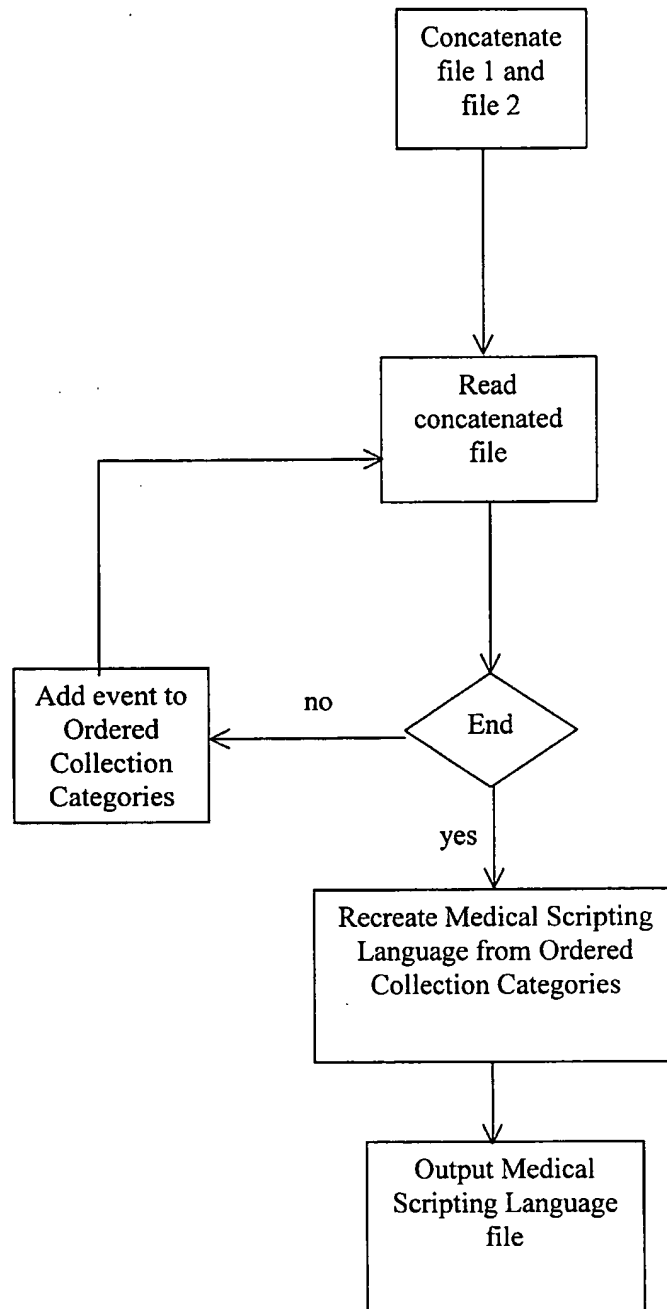 Concatenate
file 1 and
file 2
Read
concatenated
file
End
no
Add event to
Ordered
Collection
Categories
yes
Recreate Medical Scripting
Language from Ordered
Collection Categories
Output Medical
Scripting Language
file